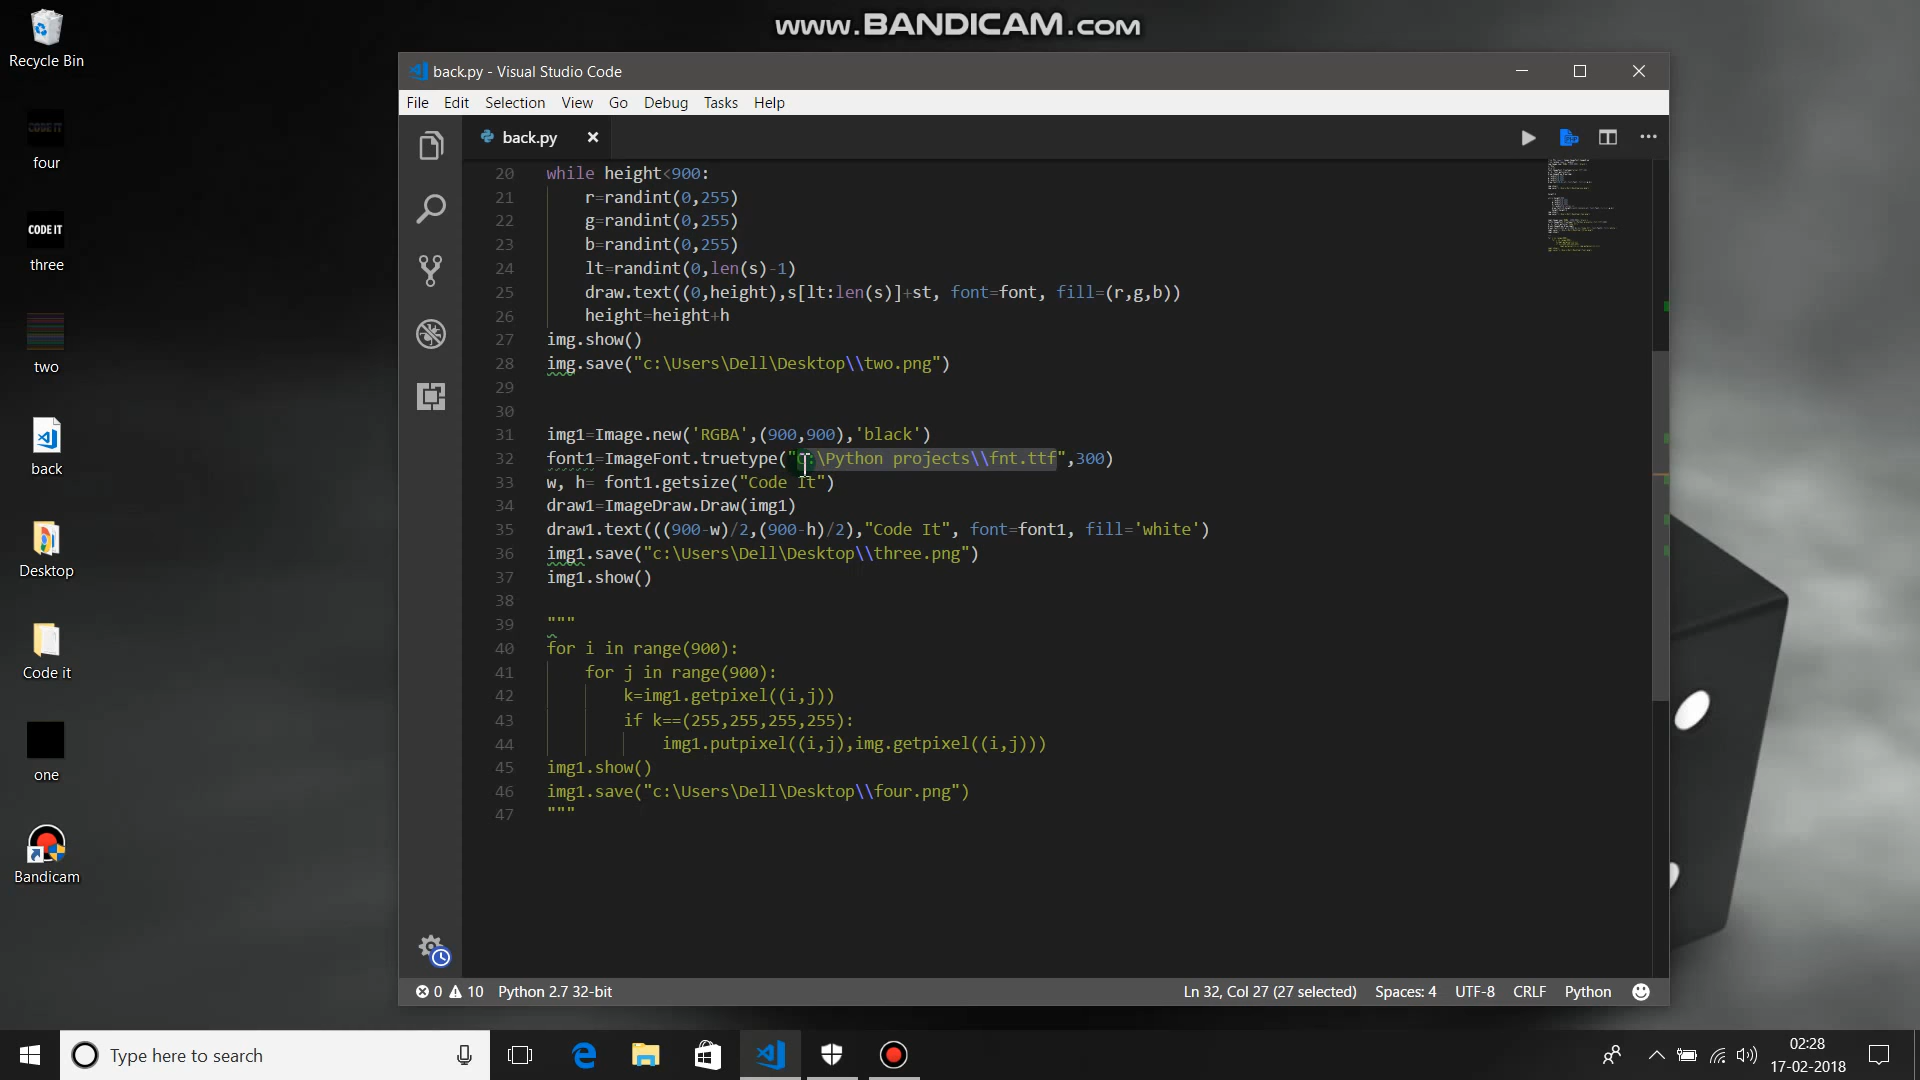 www.BANDICAM.com
Recycle Bin
CODE IT
four
CODE IT
three
two
back
Desktop
Code it
one
Bandicam
back.py - Visual Studio Code
File Edit Selection View Go Debug Tasks Help
back.py
20 while height<900:
21 r=randint(0,255)
22 g=randint(0,255)
23 b=randint(0,255)
24 lt=randint(0,len(s)-1)
25 draw.text((0,height),s[lt:len(s)]+st, font=font, fill=(r,g,b))
26 height=height+h
27 img.show()
28 img.save("c:\Users\Dell\Desktop\\two.png")
29
30
31 img1=Image.new('RGBA',(900,900),'black')
32 font1=ImageFont.truetype("C:\Python projects\\fnt.ttf",300)
33 w, h= font1.getsize("Code It")
34 draw1=ImageDraw.Draw(img1)
35 draw1.text(((900-w)/2,(900-h)/2),"Code It", font=font1, fill='white')
36 img1.save("c:\Users\Dell\Desktop\\three.png")
37 img1.show()
38
39 """
40 for i in range(900):
41 for j in range(900):
42 k=img1.getpixel((i,j))
43 if k==(255,255,255,255):
44 img1.putpixel((i,j),img.getpixel((i,j)))
45 img1.show()
46 img1.save("c:\Users\Dell\Desktop\\four.png")
47 """
0 10 Python 2.7 32-bit
Ln 32, Col 27 (27 selected) Spaces: 4 UTF-8 CRLF Python
Type here to search
02:28
17-02-2018